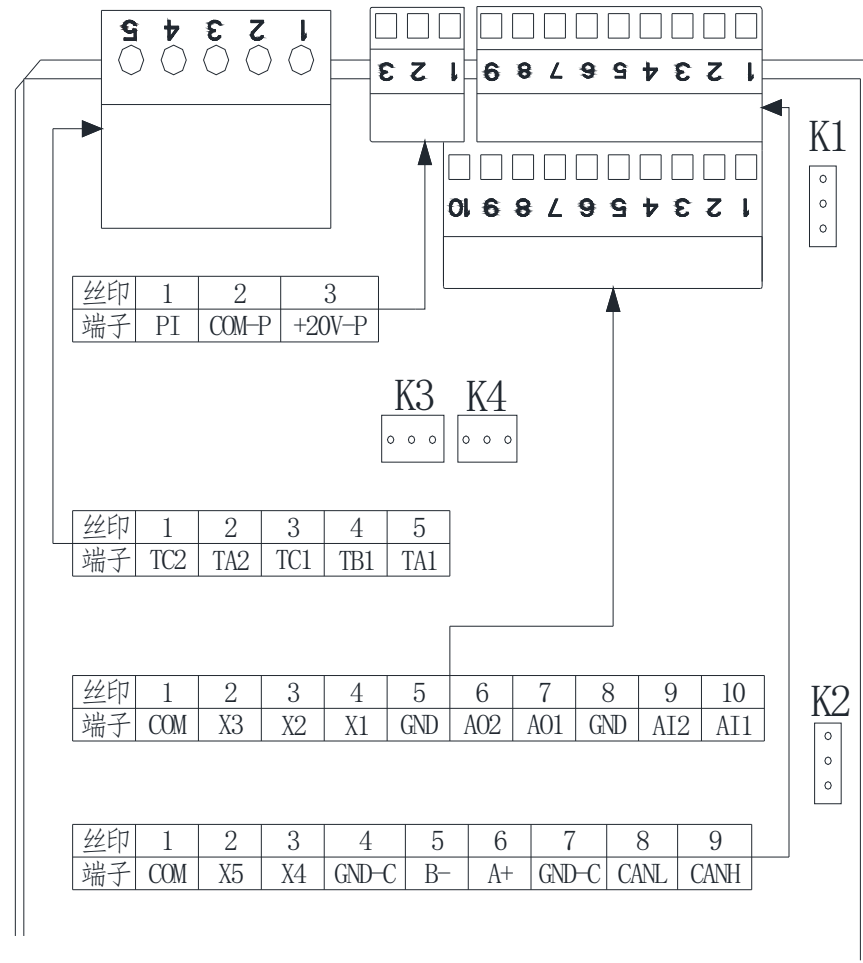 5 4 3 2 1
3 2 1
9 8 7 6 5 4 3 2 1
K1
10 9 8 7 6 5 4 3 2 1
丝印 1 2 3
端子 PI COM-P +20V-P
K3 K4
丝印 1 2 3 4 5
端子 TC2 TA2 TC1 TB1 TA1
丝印 1 2 3 4 5 6 7 8 9 10
端子 COM X3 X2 X1 GND AO2 AO1 GND AI2 AI1
K2
丝印 1 2 3 4 5 6 7 8 9
端子 COM X5 X4 GND-C B- A+ GND-C CANL CANH